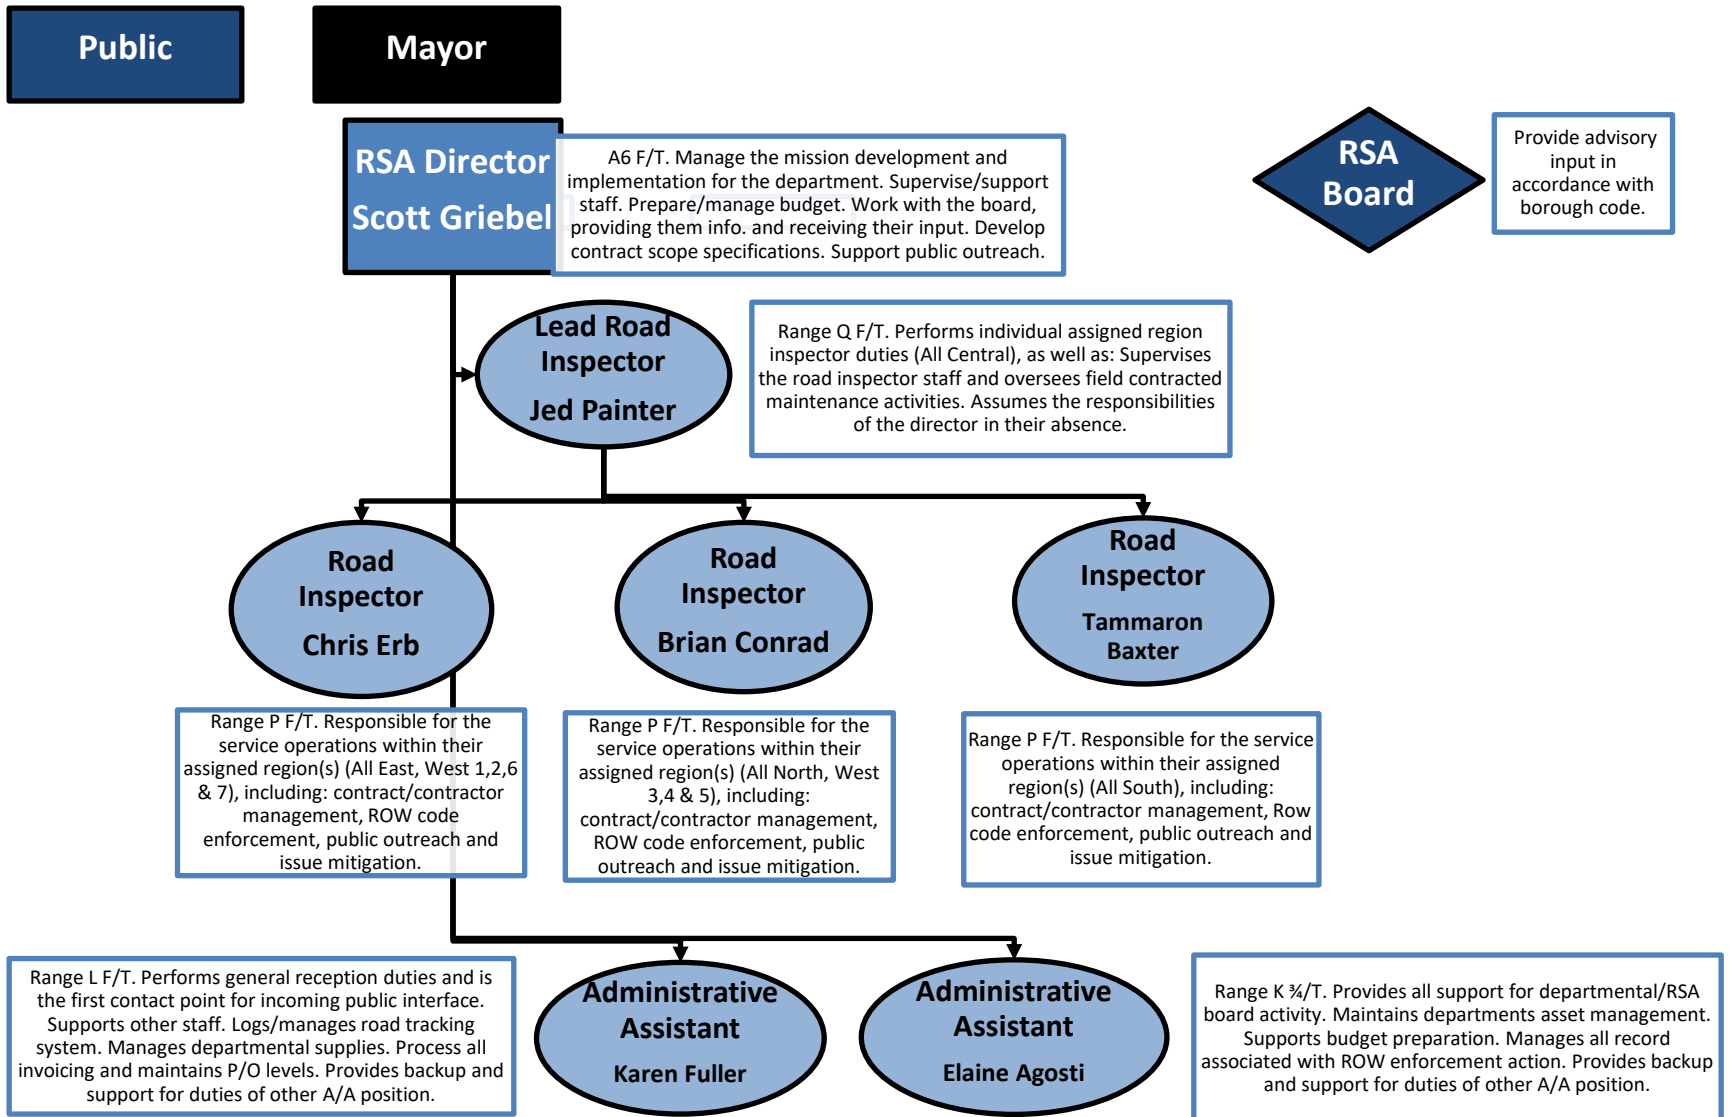 Public
Mayor
RSA Director
Scott Griebel
A6 F/T. Manage the mission development and
implementation for the department. Supervise/support
staff. Prepare/manage budget. Work with the board,
providing them info. and receiving their input. Develop
contract scope specifications. Support public outreach.
RSA
Board
Provide advisory
input in
accordance with
borough code.
Lead Road
Inspector
Jed Painter
Range Q F/T. Performs individual assigned region
inspector duties (All Central), as well as: Supervises
the road inspector staff and oversees field contracted
maintenance activities. Assumes the responsibilities
of the director in their absence.
Road
Inspector
Chris Erb
Road
Inspector
Brian Conrad
Road
Inspector
Tammaron
Baxter
Range P F/T. Responsible for the
service operations within their
assigned region(s) (All East, West 1,2,6
& 7), including: contract/contractor
management, ROW code
enforcement, public outreach and
issue mitigation.
Range P F/T. Responsible for the
service operations within their
assigned region(s) (All North, West
3,4 & 5), including:
contract/contractor management,
ROW code enforcement, public
outreach and issue mitigation.
Range P F/T. Responsible for the service
operations within their assigned
region(s) (All South), including:
contract/contractor management, Row
code enforcement, public outreach and
issue mitigation.
Range L F/T. Performs general reception duties and is
the first contact point for incoming public interface.
Supports other staff. Logs/manages road tracking
system. Manages departmental supplies. Process all
invoicing and maintains P/O levels. Provides backup and
support for duties of other A/A position.
Administrative
Assistant
Karen Fuller
Administrative
Assistant
Elaine Agosti
Range K ¾/T. Provides all support for departmental/RSA
board activity. Maintains departments asset management.
Supports budget preparation. Manages all record
associated with ROW enforcement action. Provides backup
and support for duties of other A/A position.